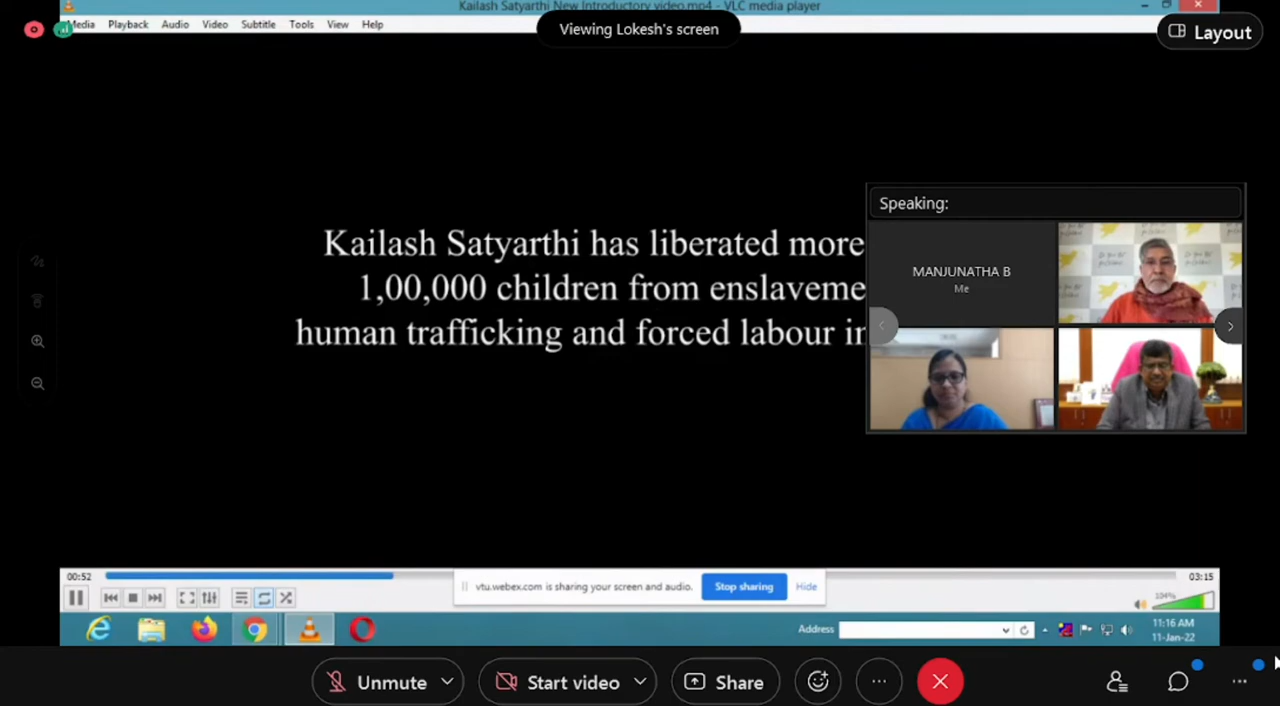 Kailash Satyarthi New Introductory video.mp4 - VLC media player
Media Playback Audio Video Subtitle Tools View Help
Viewing Lokesh's screen
Layout
Speaking:
MANJUNATHA B
Me
Kailash Satyarthi has liberated more
1,00,000 children from enslaveme
human trafficking and forced labour in
00:52
03:15
vtu.webex.com is sharing your screen and audio.
Stop sharing
Hide
104%
Address
11:16 AM
11-Jan-22
Unmute
Start video
Share